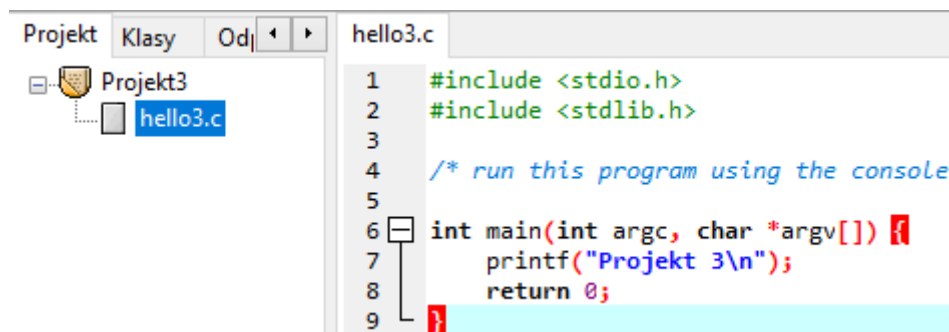 Projekt Klasy
Projekt3
hello3.c
hello3.c
1 #include <stdio.h>
2 #include <stdlib.h>
3
4 /* run this program using the console
5
6 int main(int argc, char *argv[]) {
7 printf("Projekt 3\n");
8 return 0;
9 }